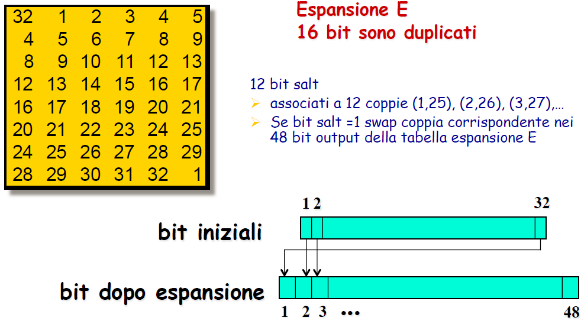 32 1 2 3 4 5
4 5 6 7 8 9
8 9 10 11 12 13
12 13 14 15 16 17
16 17 18 19 20 21
20 21 22 23 24 25
24 25 26 27 28 29
28 29 30 31 32 1
Espansione E
16 bit sono duplicati
12 bit salt
associati a 12 coppie (1,25), (2,26), (3,27),…
Se bit salt =1 swap coppia corrispondente nei
48 bit output della tabella espansione E
1 2 32
bit iniziali
bit dopo espansione
1 2 3 ... 48